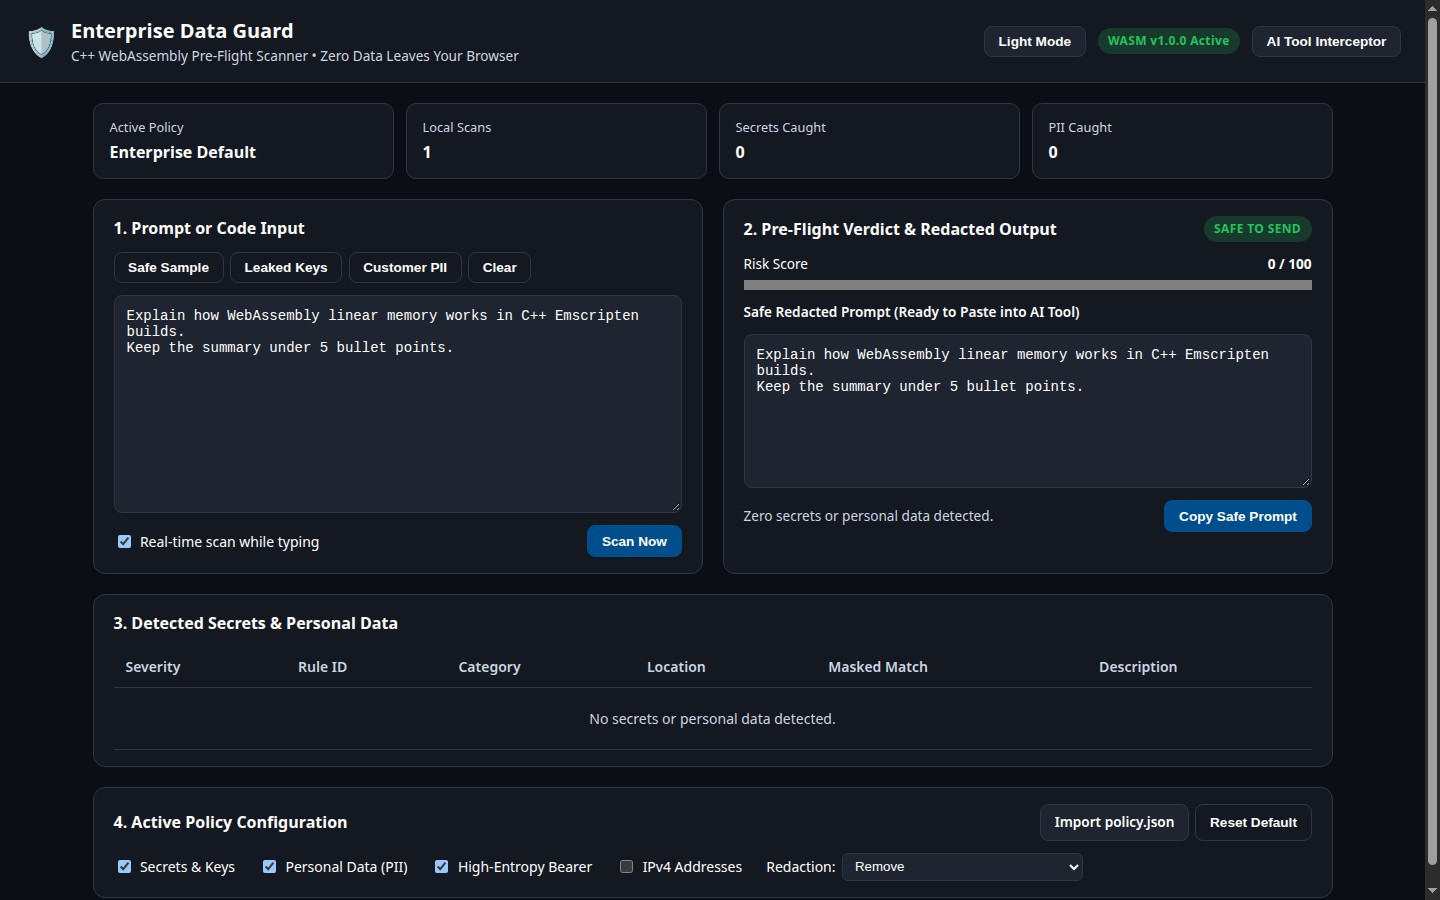 Enterprise Data Guard
C++ WebAssembly Pre-Flight Scanner • Zero Data Leaves Your Browser
Light Mode
WASM v1.0.0 Active
AI Tool Interceptor
Active Policy
Enterprise Default
Local Scans
1
Secrets Caught
0
PII Caught
0
1. Prompt or Code Input
Safe Sample
Leaked Keys
Customer PII
Clear
Explain how WebAssembly linear memory works in C++ Emscripten
builds.
Keep the summary under 5 bullet points.
Real-time scan while typing
Scan Now
2. Pre-Flight Verdict & Redacted Output
SAFE TO SEND
Risk Score
0 / 100
Safe Redacted Prompt (Ready to Paste into AI Tool)
Explain how WebAssembly linear memory works in C++ Emscripten
builds.
Keep the summary under 5 bullet points.
Zero secrets or personal data detected.
Copy Safe Prompt
3. Detected Secrets & Personal Data
Severity
Rule ID
Category
Location
Masked Match
Description
No secrets or personal data detected.
4. Active Policy Configuration
Import policy.json
Reset Default
Secrets & Keys
Personal Data (PII)
High-Entropy Bearer
IPv4 Addresses
Redaction:
Remove